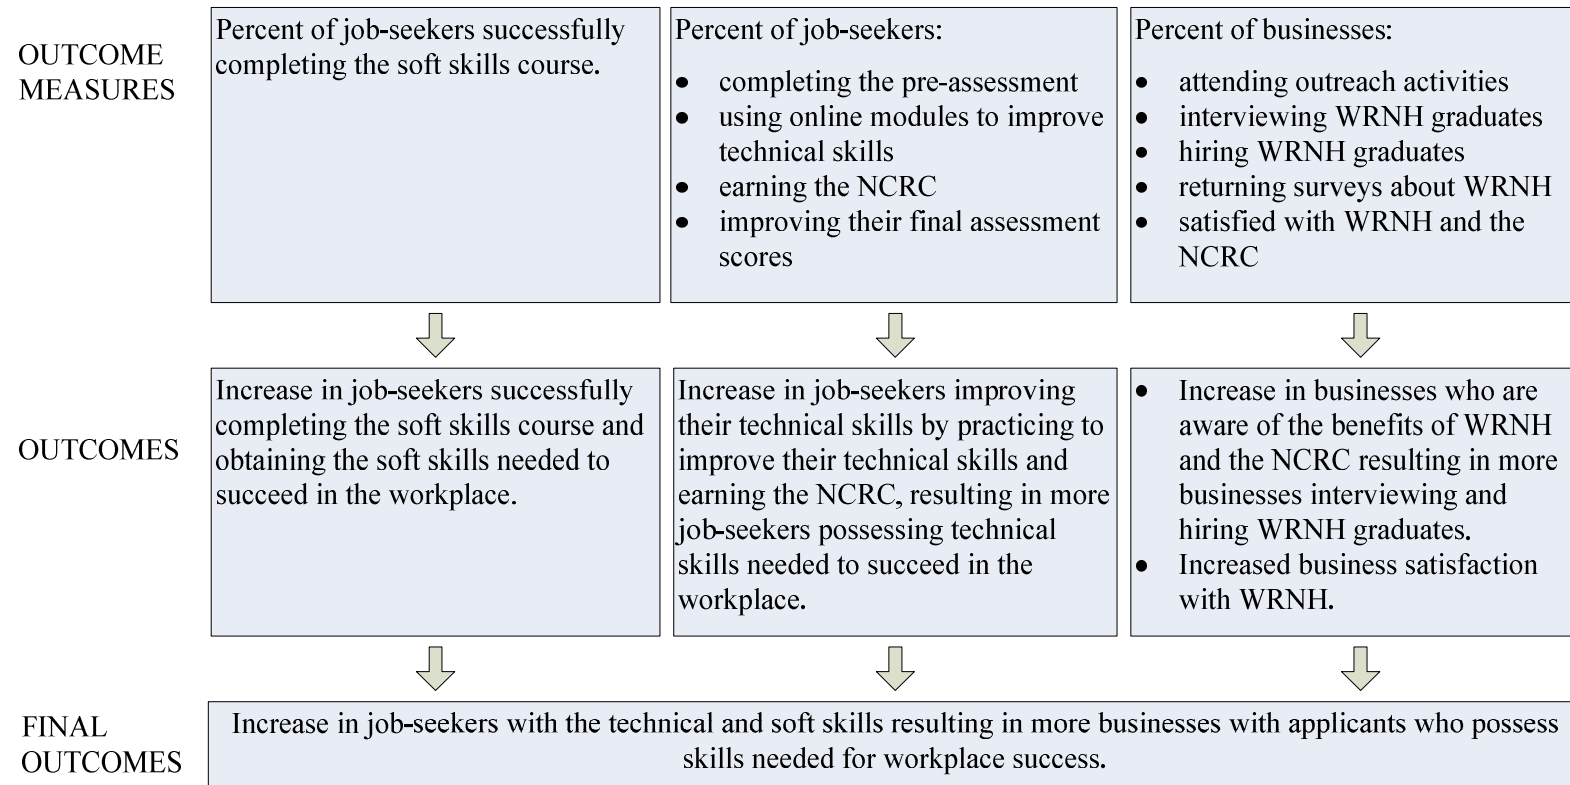 OUTCOME
MEASURES
Percent of job-seekers successfully
completing the soft skills course.
Percent of job-seekers:
• completing the pre-assessment
• using online modules to improve
technical skills
• earning the NCRC
• improving their final assessment
scores
Percent of businesses:
• attending outreach activities
• interviewing WRNH graduates
• hiring WRNH graduates
• returning surveys about WRNH
• satisfied with WRNH and the
NCRC
OUTCOMES
Increase in job-seekers successfully
completing the soft skills course and
obtaining the soft skills needed to
succeed in the workplace.
Increase in job-seekers improving
their technical skills by practicing to
improve their technical skills and
earning the NCRC, resulting in more
job-seekers possessing technical
skills needed to succeed in the
workplace.
• Increase in businesses who are
aware of the benefits of WRNH
and the NCRC resulting in more
businesses interviewing and
hiring WRNH graduates.
• Increased business satisfaction
with WRNH.
FINAL
OUTCOMES
Increase in job-seekers with the technical and soft skills resulting in more businesses with applicants who possess
skills needed for workplace success.